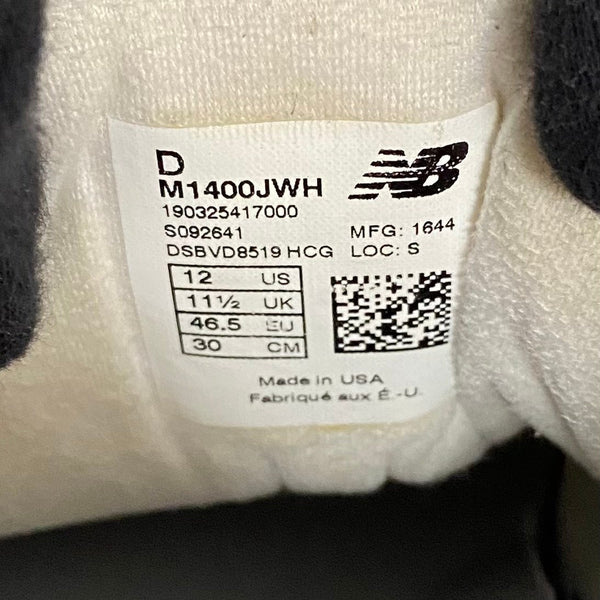 D
M1400JWH
NB
190325417000
S092641
MFG: 1644
DSBVD8519 HCG
LOC: S
12 US
11½ UK
46.5 EU
30 CM
Made in USA
Fabriqué aux É.-U.